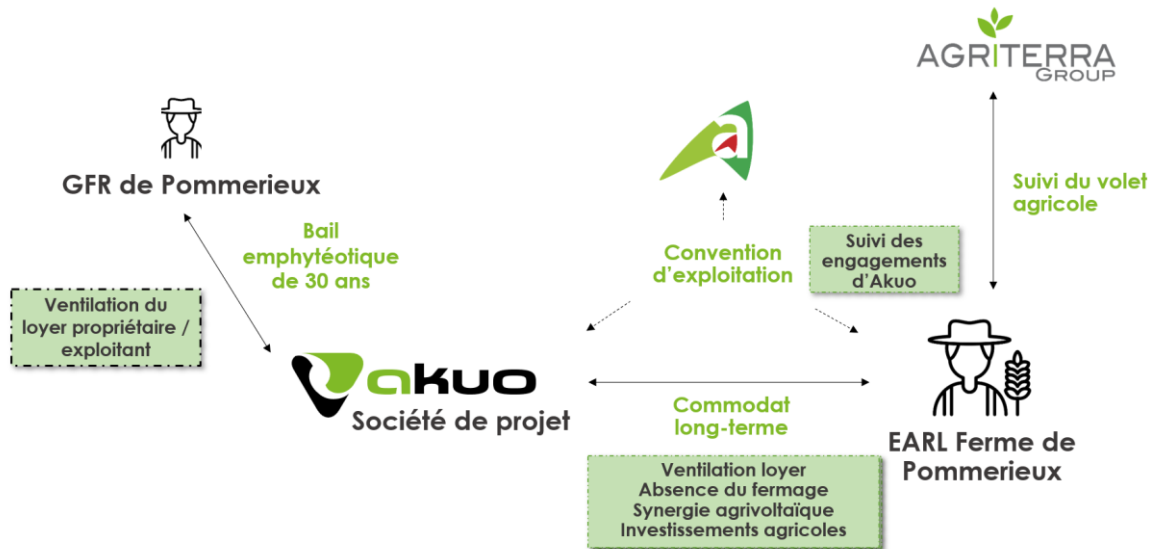 AGRITERRA
GROUP
GFR de Pommerieux
Bail
emphytéotique
de 30 ans
Ventilation du
loyer propriétaire /
exploitant
a
Convention
d'exploitation
Suivi des
engagements
d'Akuo
Suivi du volet
agricole
akuo
Société de projet
Commodat
long-terme
Ventilation loyer
Absence du fermage
Synergie agrivoltaïque
Investissements agricoles
EARL Ferme de
Pommerieux